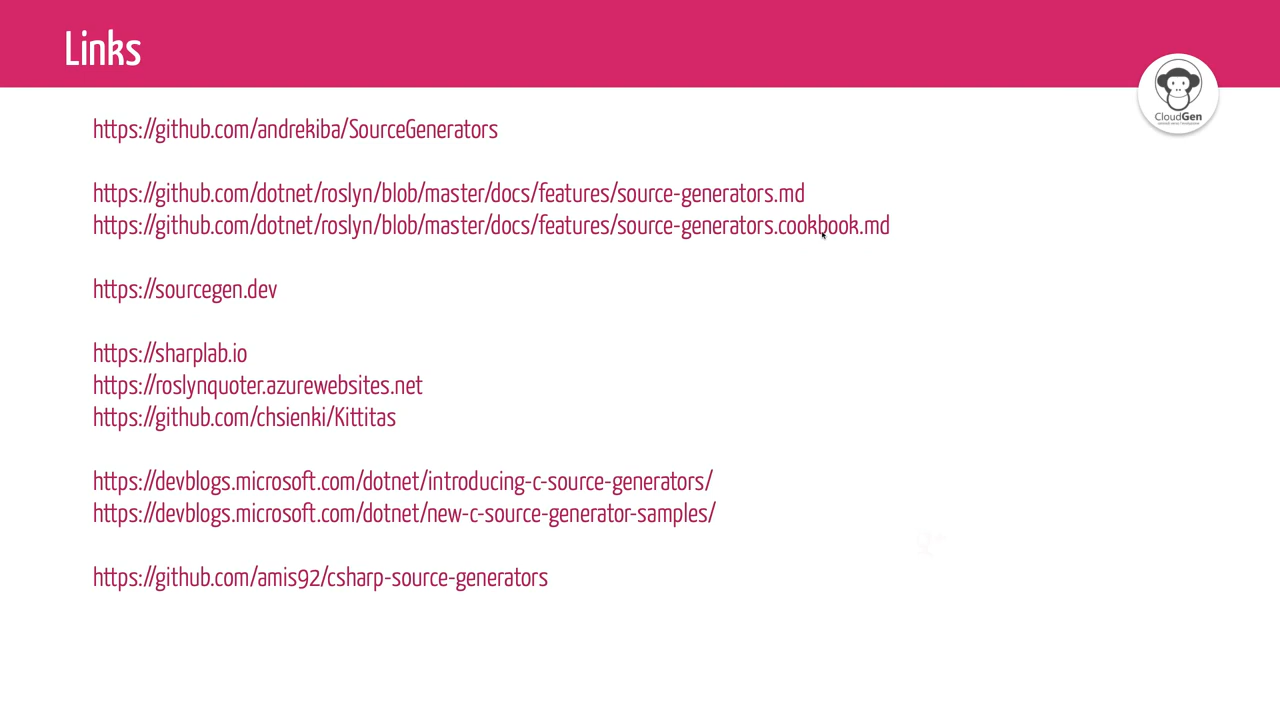 Links
CloudGen
https://github.com/andrekiba/SourceGenerators
https://github.com/dotnet/roslyn/blob/master/docs/features/source-generators.md
https://github.com/dotnet/roslyn/blob/master/docs/features/source-generators.cookbook.md
https://sourcegen.dev
https://sharplab.io
https://roslynquoter.azurewebsites.net
https://github.com/chsienki/Kittitas
https://devblogs.microsoft.com/dotnet/introducing-c-source-generators/
https://devblogs.microsoft.com/dotnet/new-c-source-generator-samples/
https://github.com/amis92/csharp-source-generators